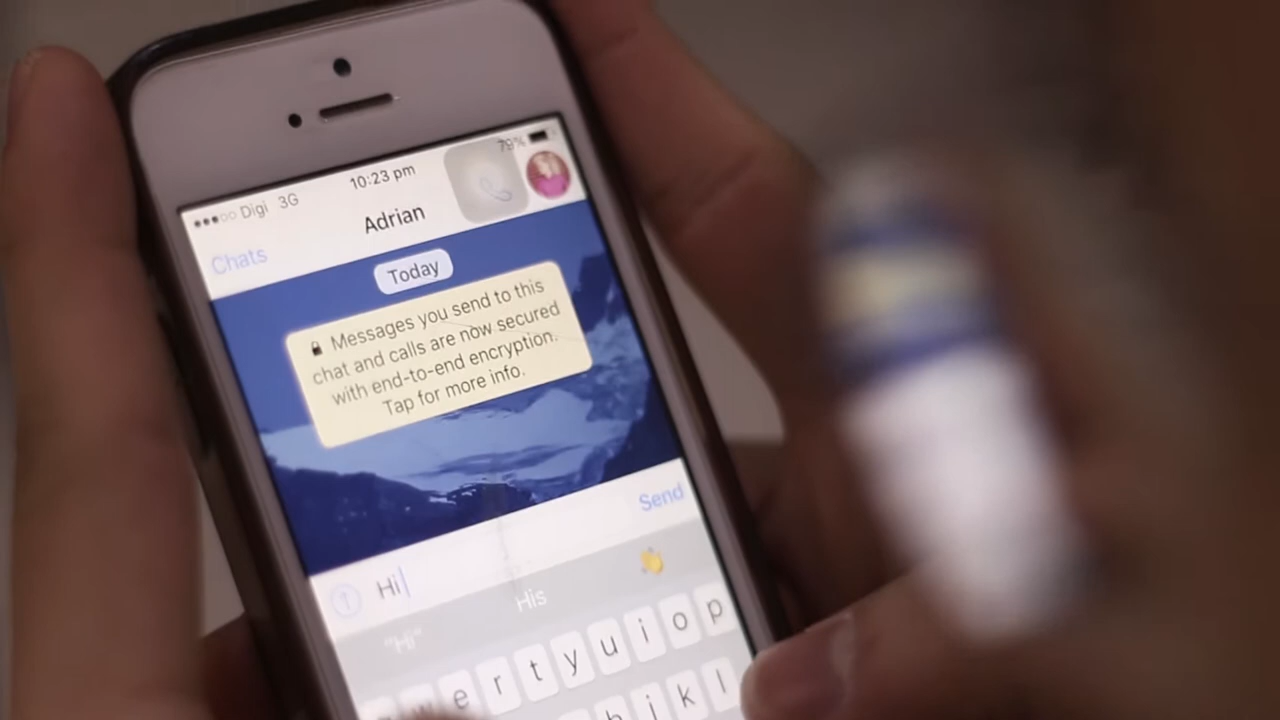 Digi 3G 10:23 pm 79%
Chats Adrian
Today
Messages you send to this
chat and calls are now secured
with end-to-end encryption.
Tap for more info.
Hi Send
"Hi" His 👋
e r t y u i o p
h j k l